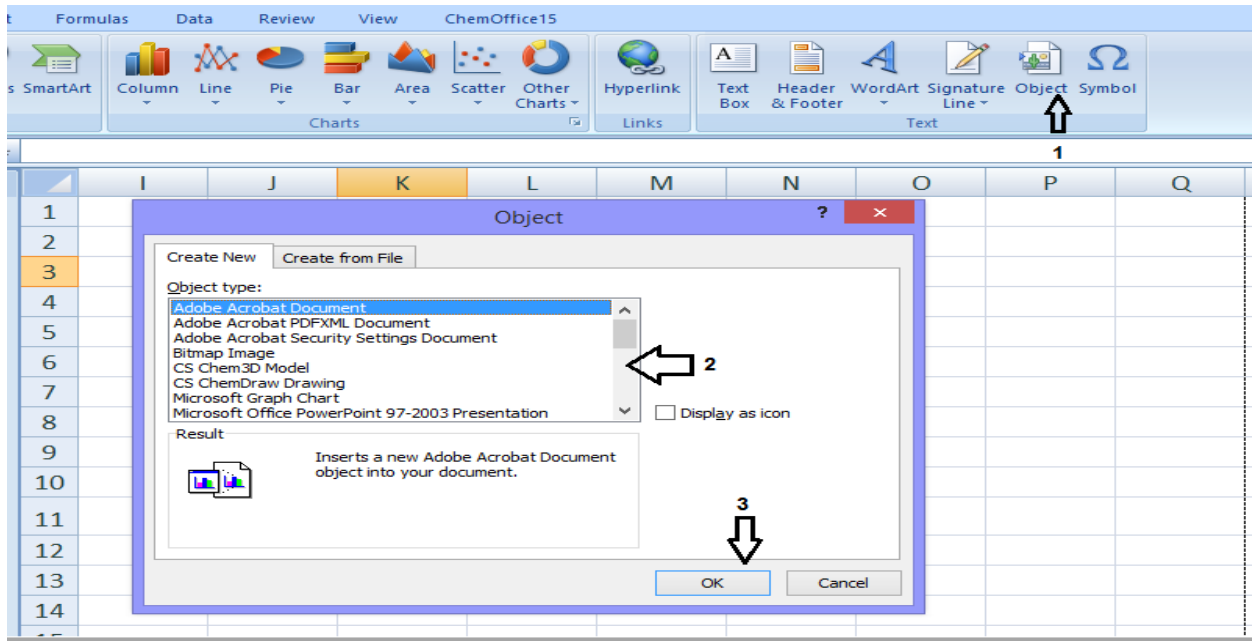 Formulas Data Review View ChemOffice15
SmartArt Column Line Pie Bar Area Scatter Other Charts Hyperlink Text Box Header & Footer WordArt Signature Line Object Symbol
Charts Links Text
1
I J K L M N O P Q
1
Object ?
2
Create New Create from File
3
Object type:
4
Adobe Acrobat Document
Adobe Acrobat PDFXML Document
5
Adobe Acrobat Security Settings Document
Bitmap Image
6
CS Chem3D Model
2
CS ChemDraw Drawing
7
Microsoft Graph Chart
Microsoft Office PowerPoint 97-2003 Presentation
8
Display as icon
Result
9
Inserts a new Adobe Acrobat Document
object into your document.
10
3
11
12
13
OK Cancel
14